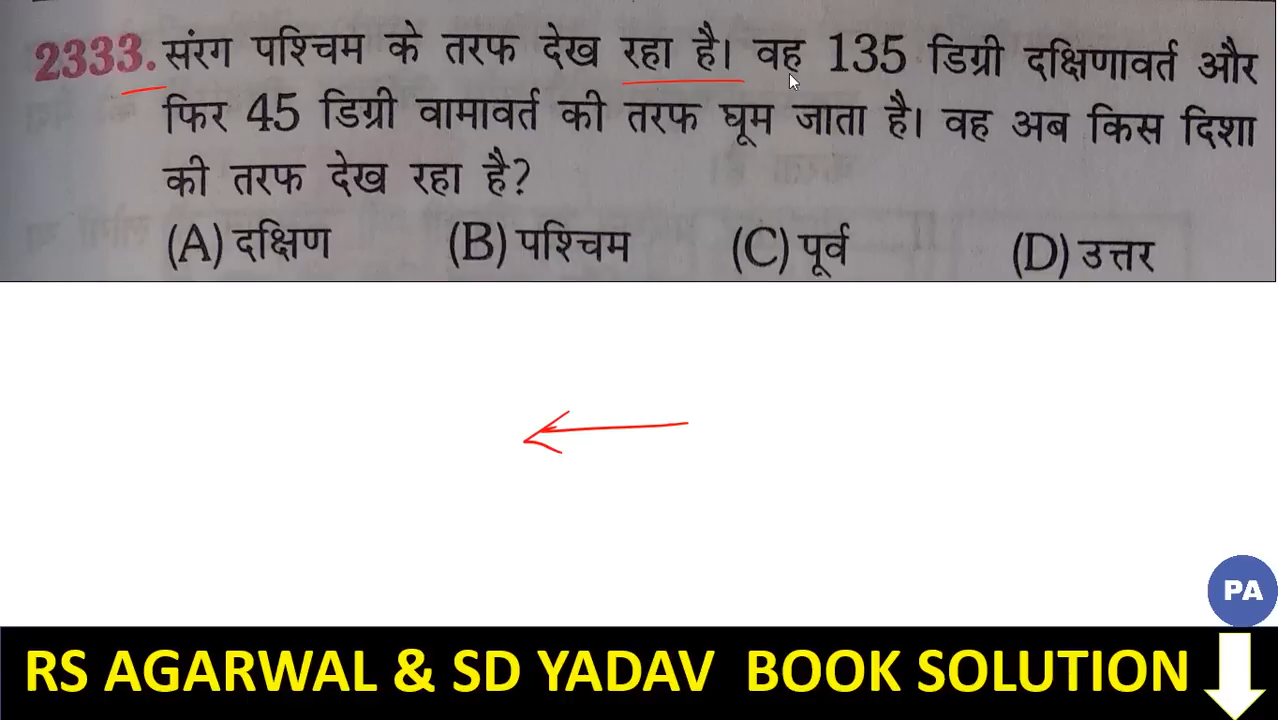 2333. संरग पश्चिम के तरफ देख रहा है। वह 135 डिग्री दक्षिणावर्त और
फिर 45 डिग्री वामावर्त की तरफ घूम जाता है। वह अब किस दिशा
की तरफ देख रहा है?
(A) दक्षिण (B) पश्चिम (C) पूर्व (D) उत्तर
PA
RS AGARWAL & SD YADAV BOOK SOLUTION